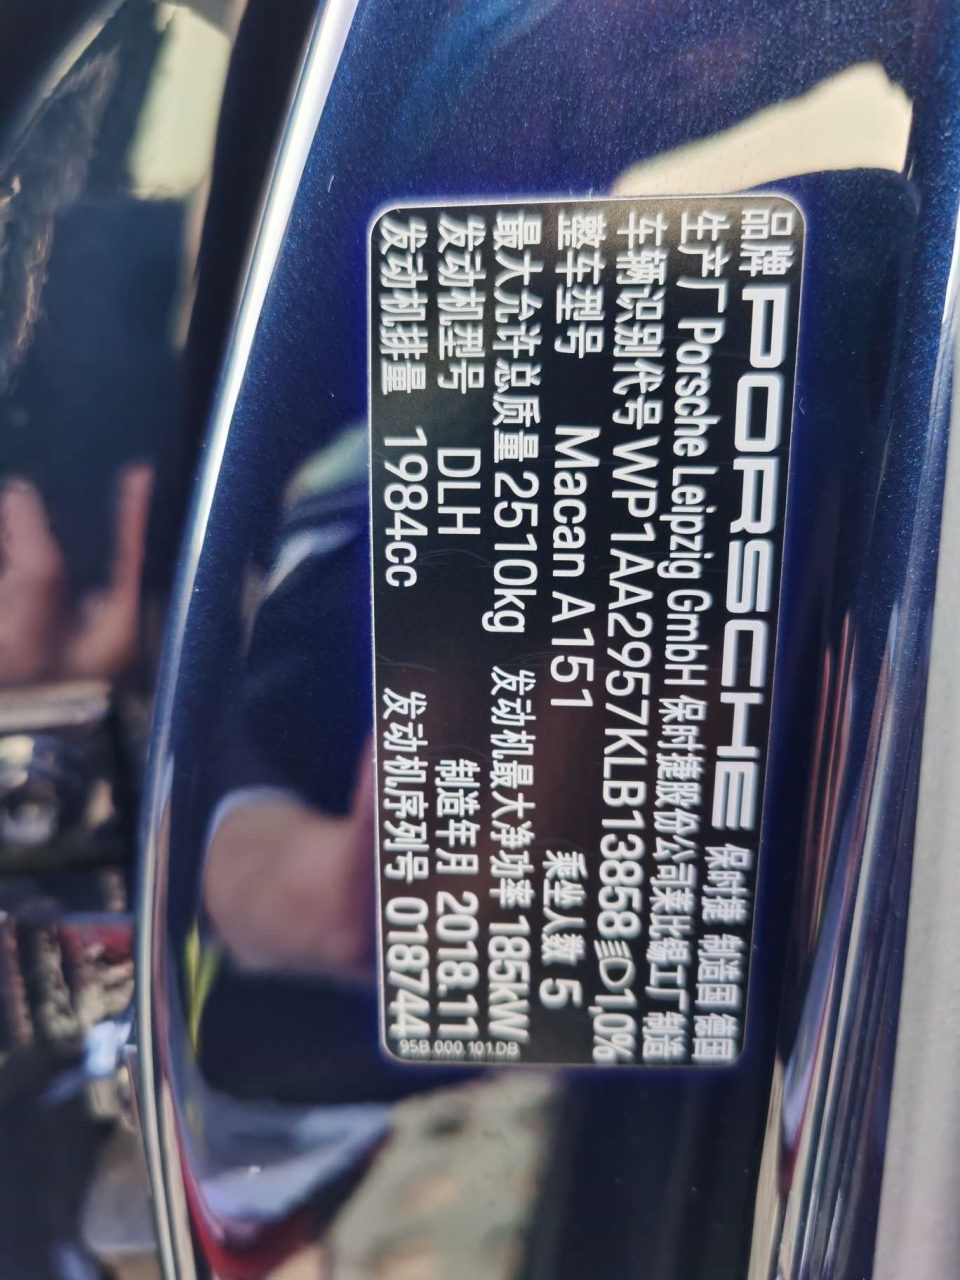 品牌 PORSCHE 保时捷 制造国 德国
生产厂 Porsche Leipzig GmbH 保时捷股份公司莱比锡工厂 制造
车辆识别代号 WP1AA2957KLB13858 1,0%
整车型号 Macan A151 乘坐人数 5
最大允许总质量 2510kg 发动机最大净功率 185kW
发动机型号 DLH 制造年月 2018.11
发动机排量 1984cc 发动机序列号 018744
95B.000.101.DB